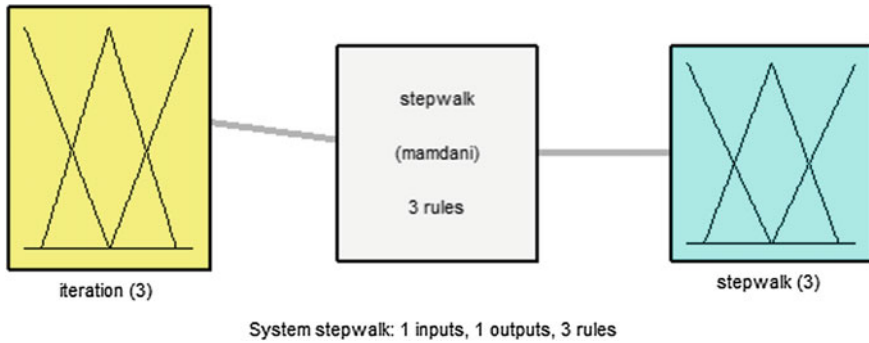 stepwalk
(mamdani)
3 rules
iteration (3)
stepwalk (3)
System stepwalk: 1 inputs, 1 outputs, 3 rules